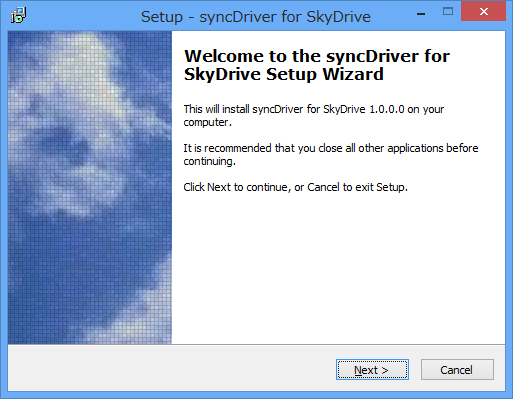 Setup - syncDriver for SkyDrive
Welcome to the syncDriver for
SkyDrive Setup Wizard
This will install syncDriver for SkyDrive 1.0.0.0 on your
computer.
It is recommended that you close all other applications before
continuing.
Click Next to continue, or Cancel to exit Setup.
Next >
Cancel